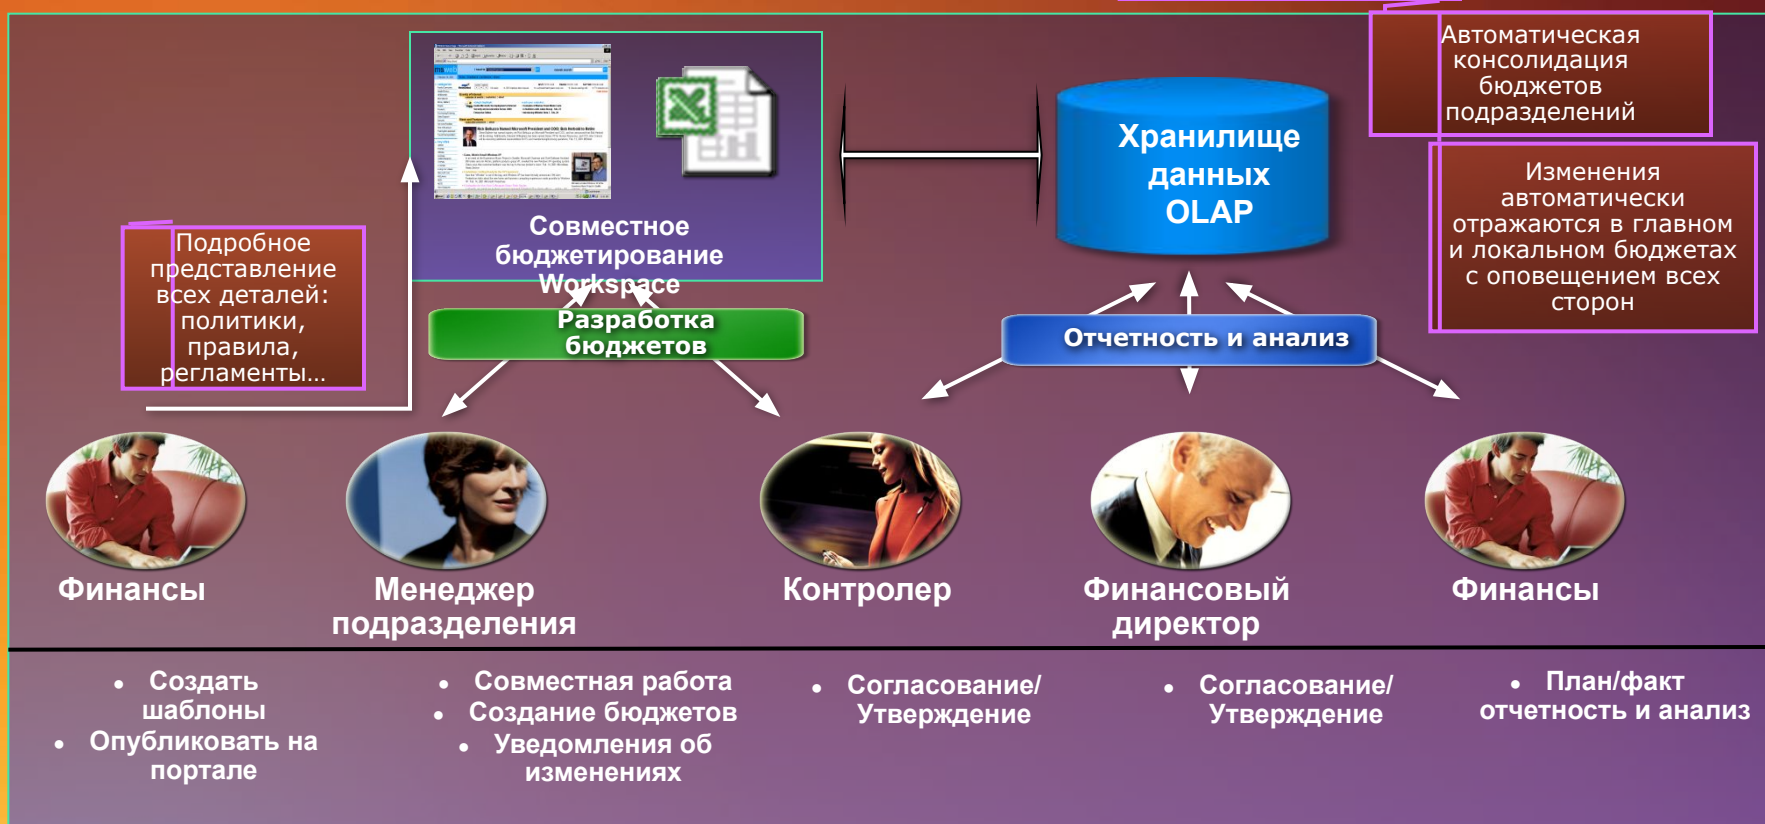 Автоматическая
консолидация
бюджетов
подразделений
Хранилище
данных
OLAP
Изменения
автоматически
отражаются в главном
и локальном бюджетах
с оповещением всех
сторон
Совместное
бюджетирование
Workspace
Подробное
представление
всех деталей:
политики,
правила,
регламенты...
Разработка
бюджетов
Отчетность и анализ
Финансы
Менеджер
подразделения
Контролер
Финансовый
директор
Финансы
• Создать
шаблоны
• Опубликовать на
портале
• Совместная работа
• Создание бюджетов
• Уведомления об
изменениях
• Согласование/
Утверждение
• Согласование/
Утверждение
• План/факт
отчетность и анализ